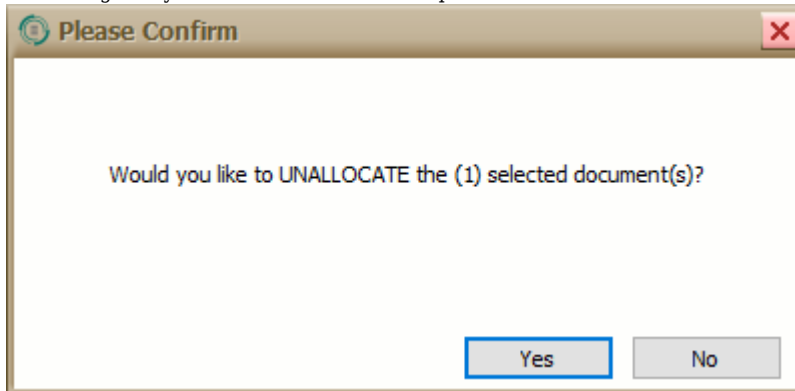 Please Confirm
Would you like to UNALLOCATE the (1) selected document(s)?
Yes
No